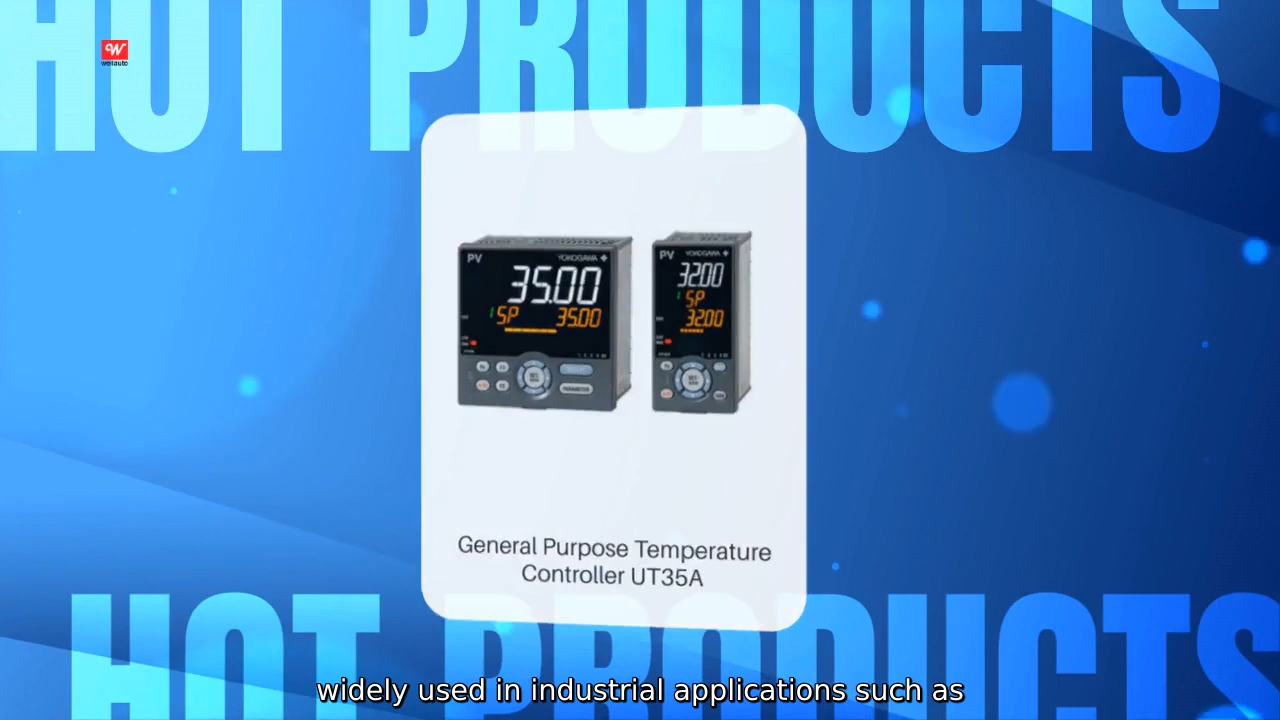 HOT PRODUCTS
W
weilauto
PV YOKOGAWA
35.00
SP 35.00
PARAMETER
PV YOKOGAWA
32.00
SP
32.00
General Purpose Temperature
Controller UT35A
HOT PRODUCTS
widely used in industrial applications such as